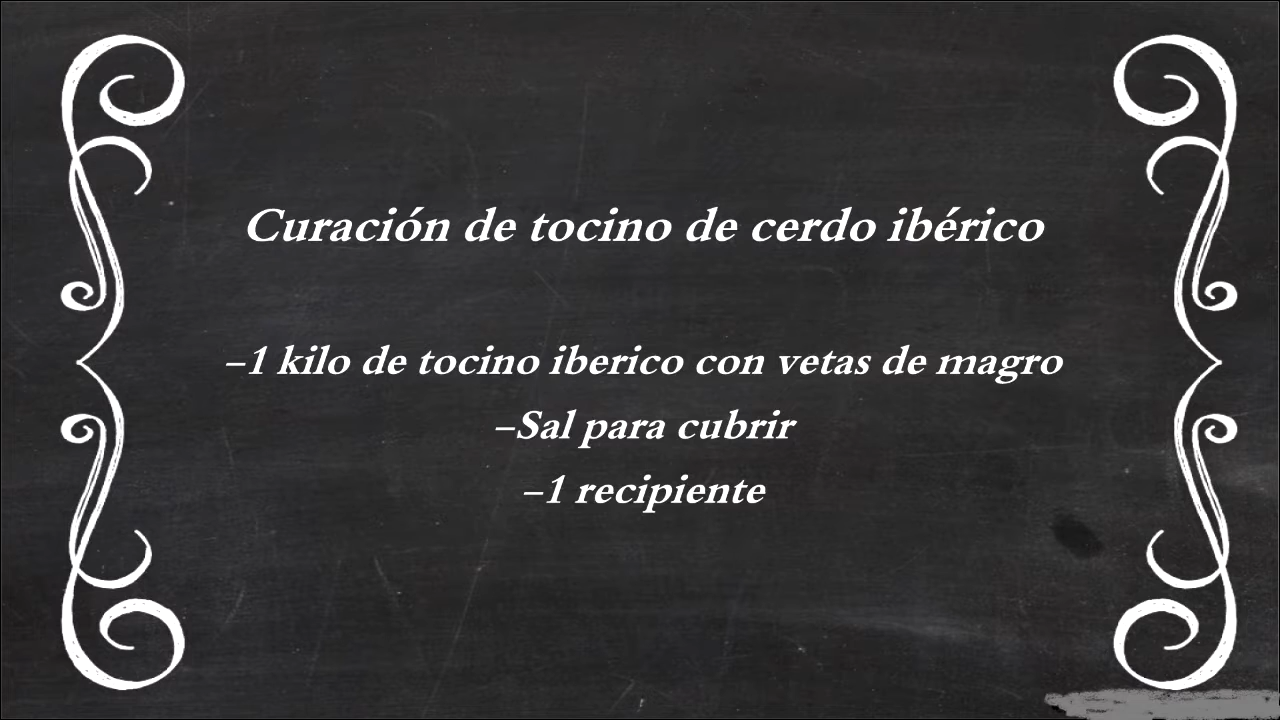 Curación de tocino de cerdo ibérico
–1 kilo de tocino iberico con vetas de magro
–Sal para cubrir
–1 recipiente